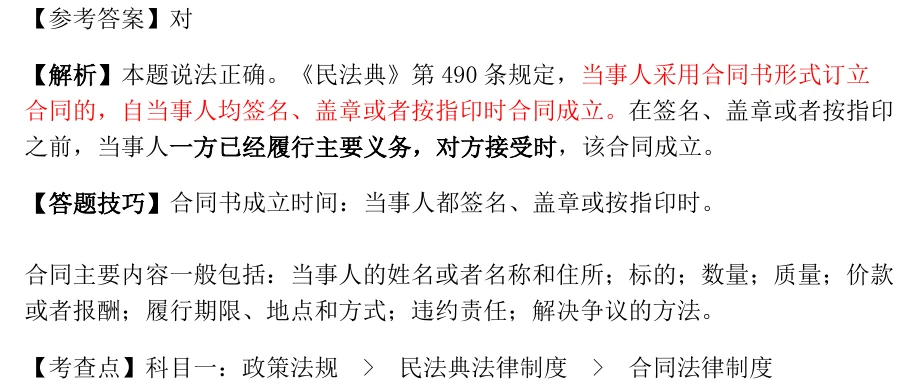 【参考答案】对
【解析】本题说法正确。《民法典》第 490 条规定，当事人采用合同书形式订立
合同的，自当事人均签名、盖章或者按指印时合同成立。在签名、盖章或者按指印
之前，当事人一方已经履行主要义务，对方接受时，该合同成立。
【答题技巧】合同书成立时间：当事人都签名、盖章或按指印时。
合同主要内容一般包括：当事人的姓名或者名称和住所；标的；数量；质量；价款
或者报酬；履行期限、地点和方式；违约责任；解决争议的方法。
【考查点】科目一：政策法规 > 民法典法律制度 > 合同法律制度